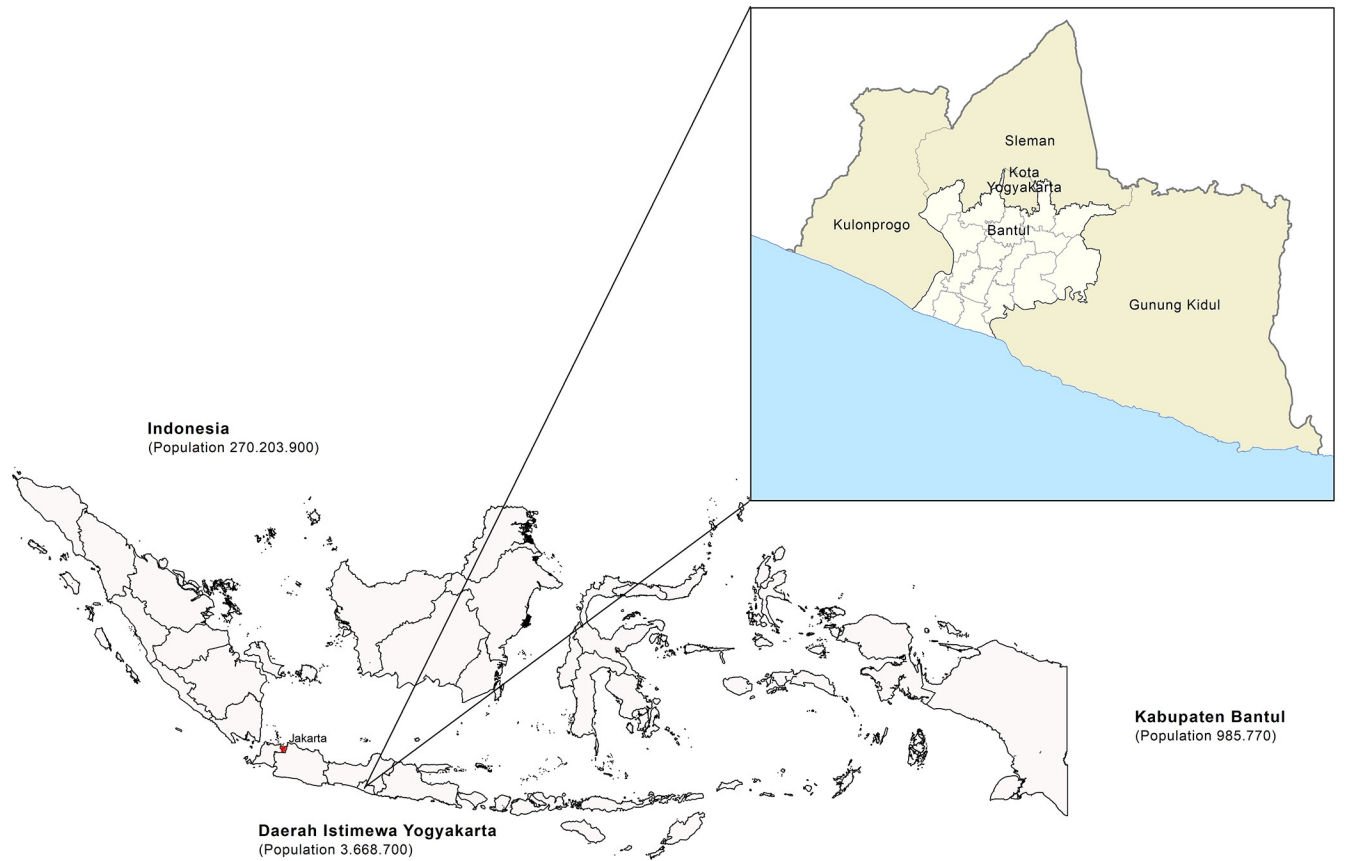 Sleman
Kota
Yogyakarta
Kulonprogo
Bantul
Gunung Kidul
Indonesia
(Population 270.203.900)
Jakarta
Kabupaten Bantul
(Population 985.770)
Daerah Istimewa Yogyakarta
(Population 3.668.700)